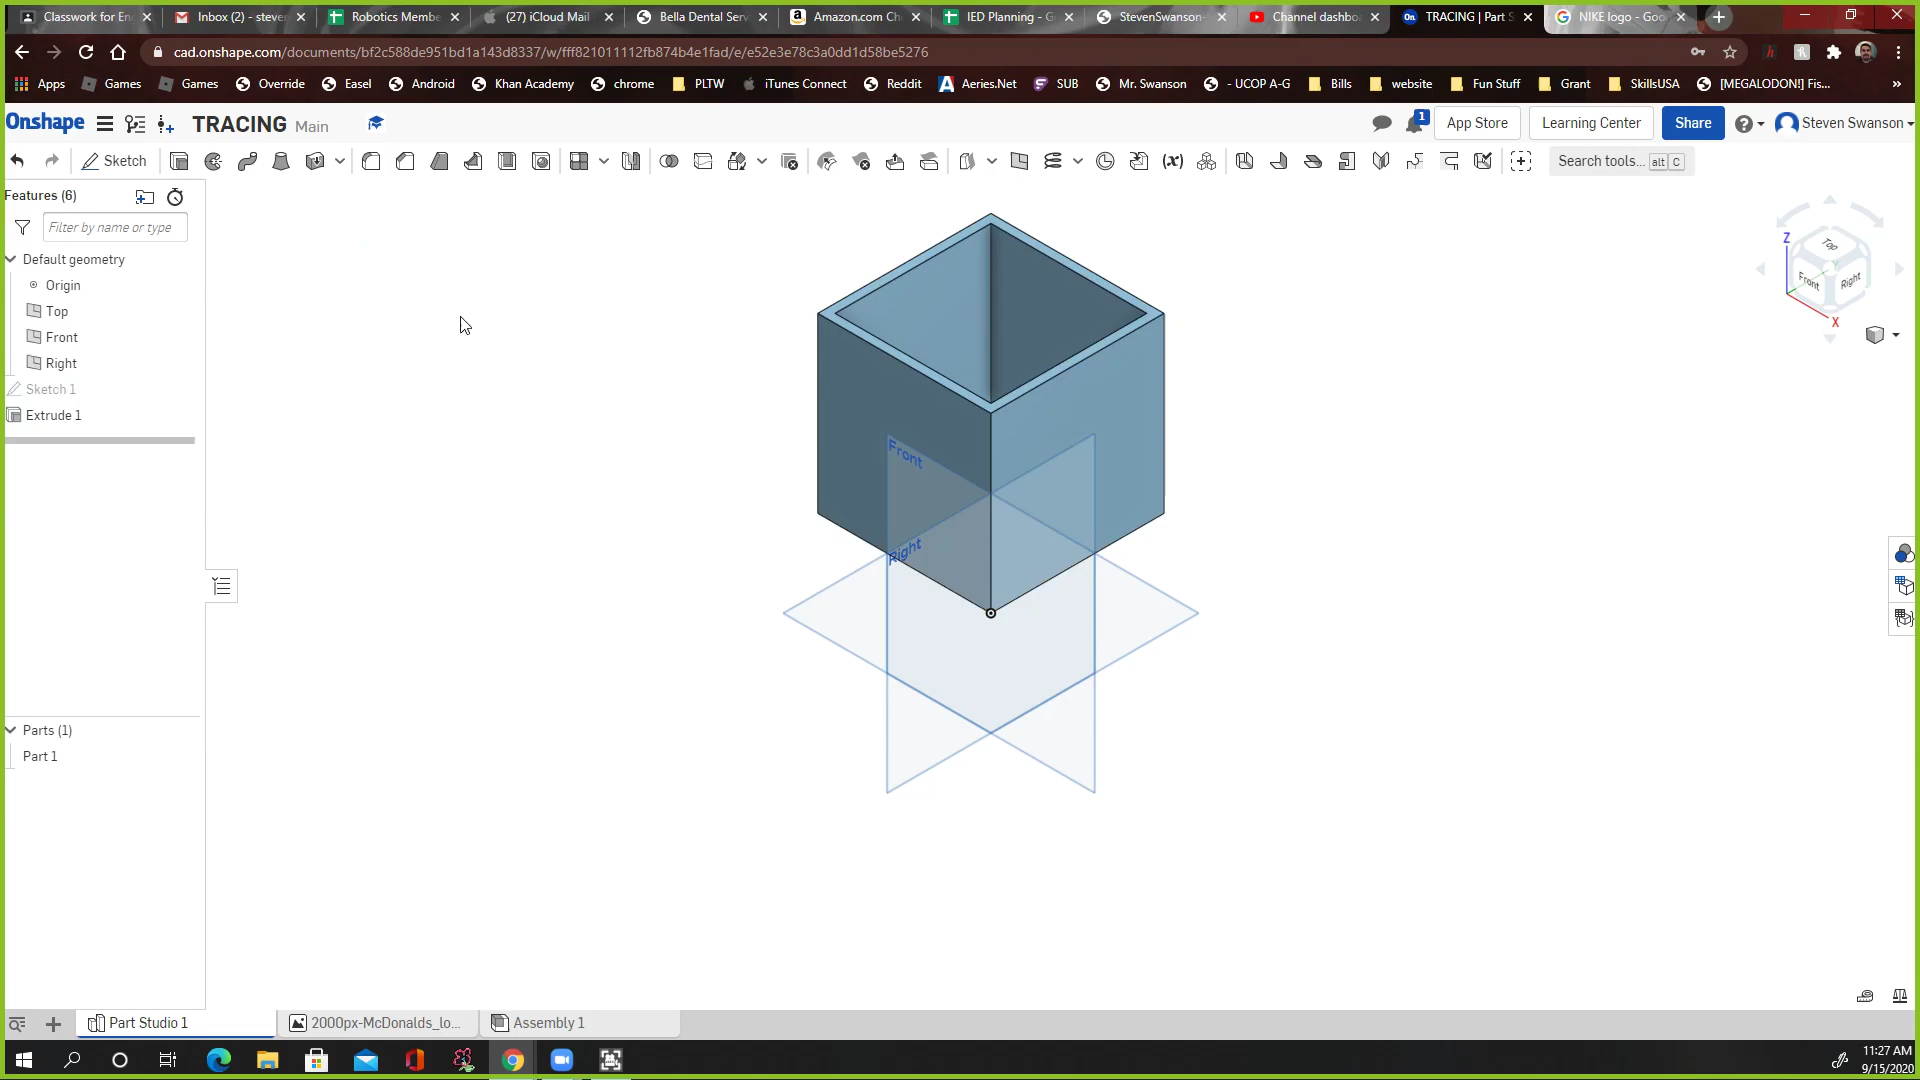 Classwork for En
Inbox (2) - steven
Robotics Membe
(27) iCloud Mail
Bella Dental Serv
Amazon.com Ch
IED Planning - G
StevenSwanson-
Channel dashboa
TRACING | Part S
NIKE logo - Goo
cad.onshape.com/documents/bf2c588de951bd1a143d8337/w/fff821011112fb874b4e1fad/e/e52e3e78c3a0dd1d58be5276
Apps Games Games Override Easel Android Khan Academy chrome PLTW iTunes Connect Reddit Aeries.Net SUB Mr. Swanson - UCOP A-G Bills website Fun Stuff Grant SkillsUSA [MEGALODON!] Fis... »
Onshape TRACING Main 1 App Store Learning Center Share Steven Swanson
Sketch (x) Search tools... alt C
Features (6)
Filter by name or type
Default geometry
Origin
Top
Front
Right
Sketch 1
Extrude 1
Front
Right
Z
Top
Front
Right
X
Parts (1)
Part 1
Part Studio 1
2000px-McDonalds_lo...
Assembly 1
11:27 AM
9/15/2020